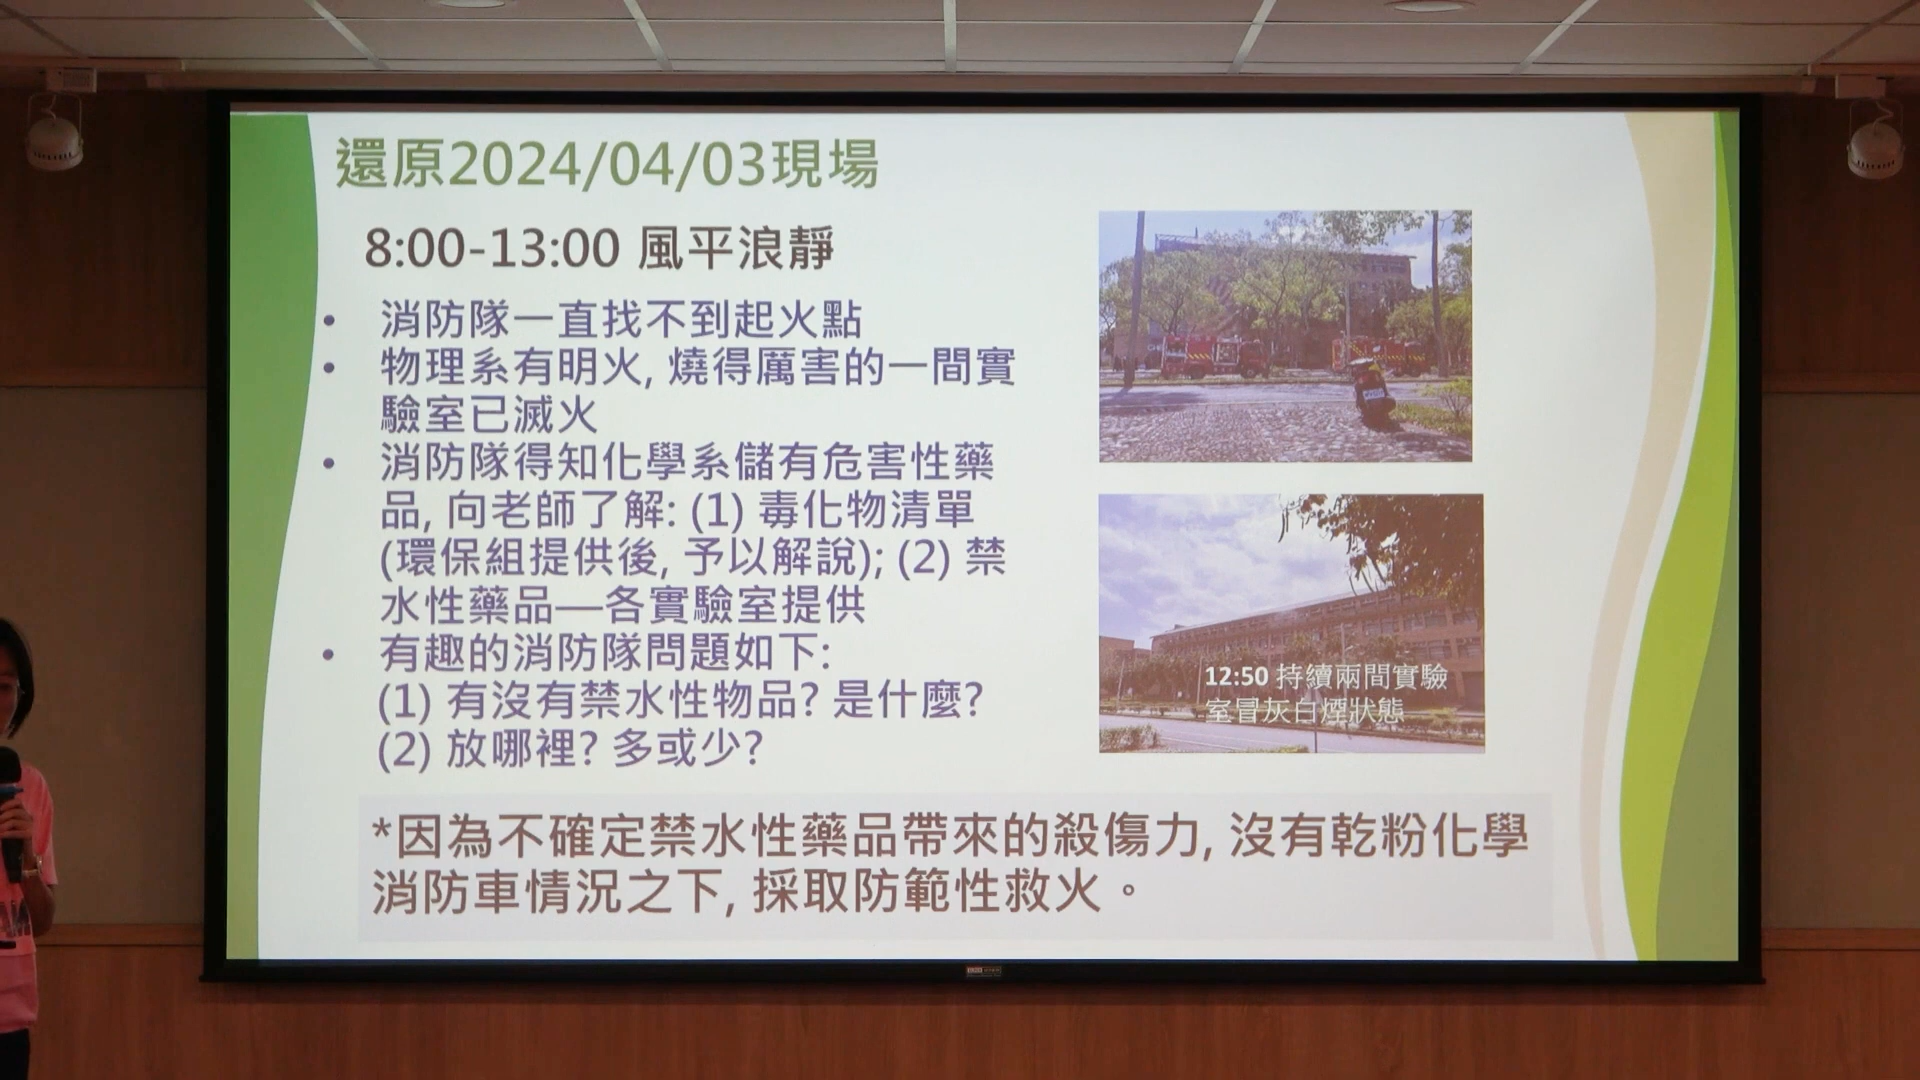 還原2024/04/03現場
8:00-13:00 風平浪靜
• 消防隊一直找不到起火點
• 物理系有明火, 燒得厲害的一間實
驗室已滅火
• 消防隊得知化學系儲有危害性藥
品, 向老師了解: (1) 毒化物清單
(環保組提供後, 予以解說); (2) 禁
水性藥品—各實驗室提供
• 有趣的消防隊問題如下:
(1) 有沒有禁水性物品? 是什麼?
(2) 放哪裡? 多或少?
12:50 持續兩間實驗
室冒灰白煙狀態
*因為不確定禁水性藥品帶來的殺傷力, 沒有乾粉化學
消防車情況之下, 採取防範性救火。